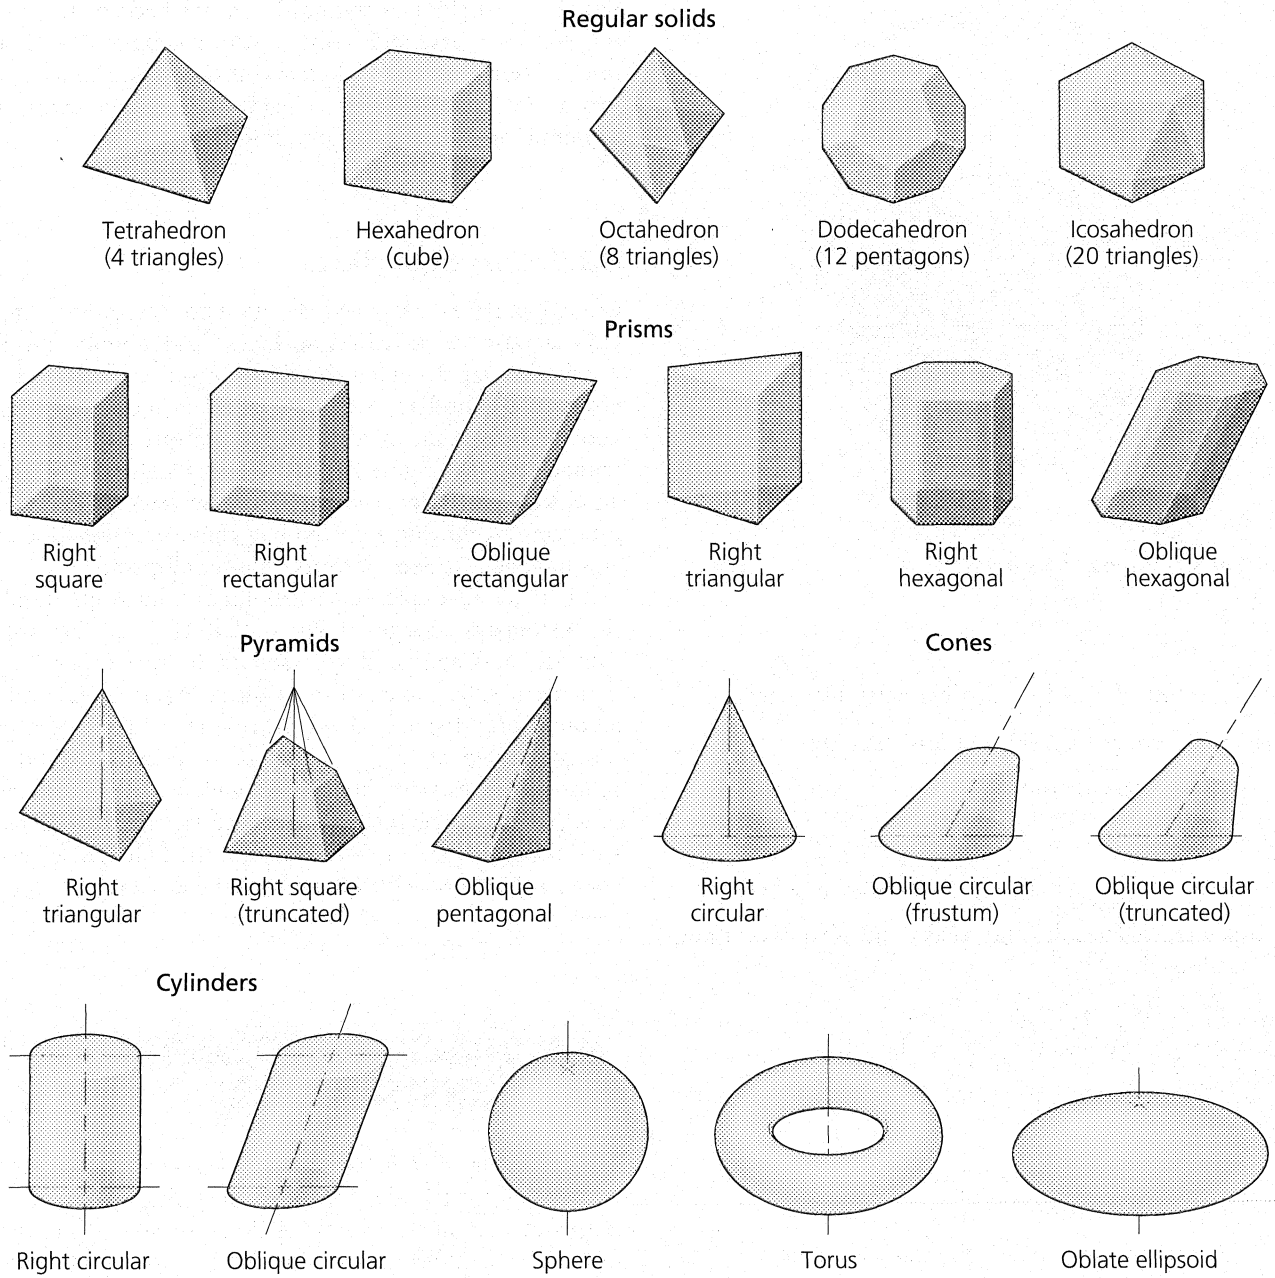 Regular solids
Tetrahedron
(4 triangles)
Hexahedron
(cube)
Octahedron
(8 triangles)
Dodecahedron
(12 pentagons)
Icosahedron
(20 triangles)
Prisms
Right
square
Right
rectangular
Oblique
rectangular
Right
triangular
Right
hexagonal
Oblique
hexagonal
Pyramids
Right
triangular
Right square
(truncated)
Oblique
pentagonal
Cones
Right
circular
Oblique circular
(frustum)
Oblique circular
(truncated)
Cylinders
Right circular
Oblique circular
Sphere
Torus
Oblate ellipsoid